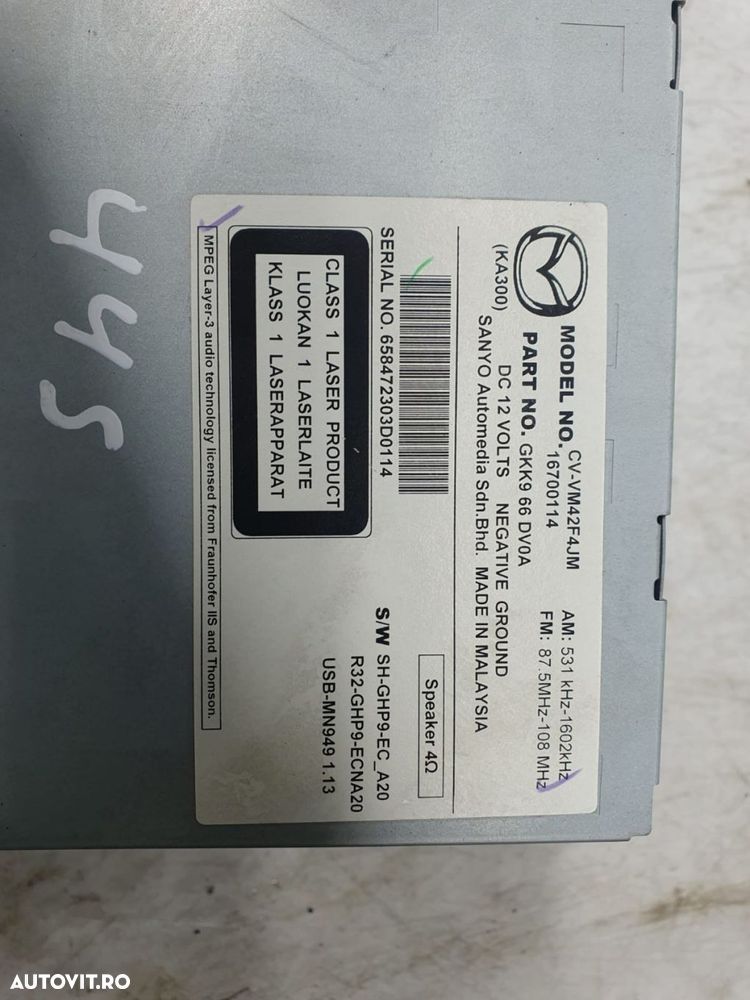 MODEL NO. CV-VM42F4JM
16700114
PART NO. GKK9 66 DV0A
AM: 531 kHz-1602kHz
FM: 87.5MHz-108 MHz
DC 12 VOLTS NEGATIVE GROUND
(KA300) SANYO Automedia Sdn.Bhd. MADE IN MALAYSIA
SERIAL NO. 658472303D0114
Speaker 4Ω
S/W SH-GHP9-EC_A20
R32-GHP9-ECNA20
USB-MN949 1.13
CLASS 1 LASER PRODUCT
LUOKAN 1 LASERLAITE
KLASS 1 LASERAPPARAT
MPEG Layer-3 audio technology licensed from Fraunhofer IIS and Thomson.
445
AUTOVIT.RO